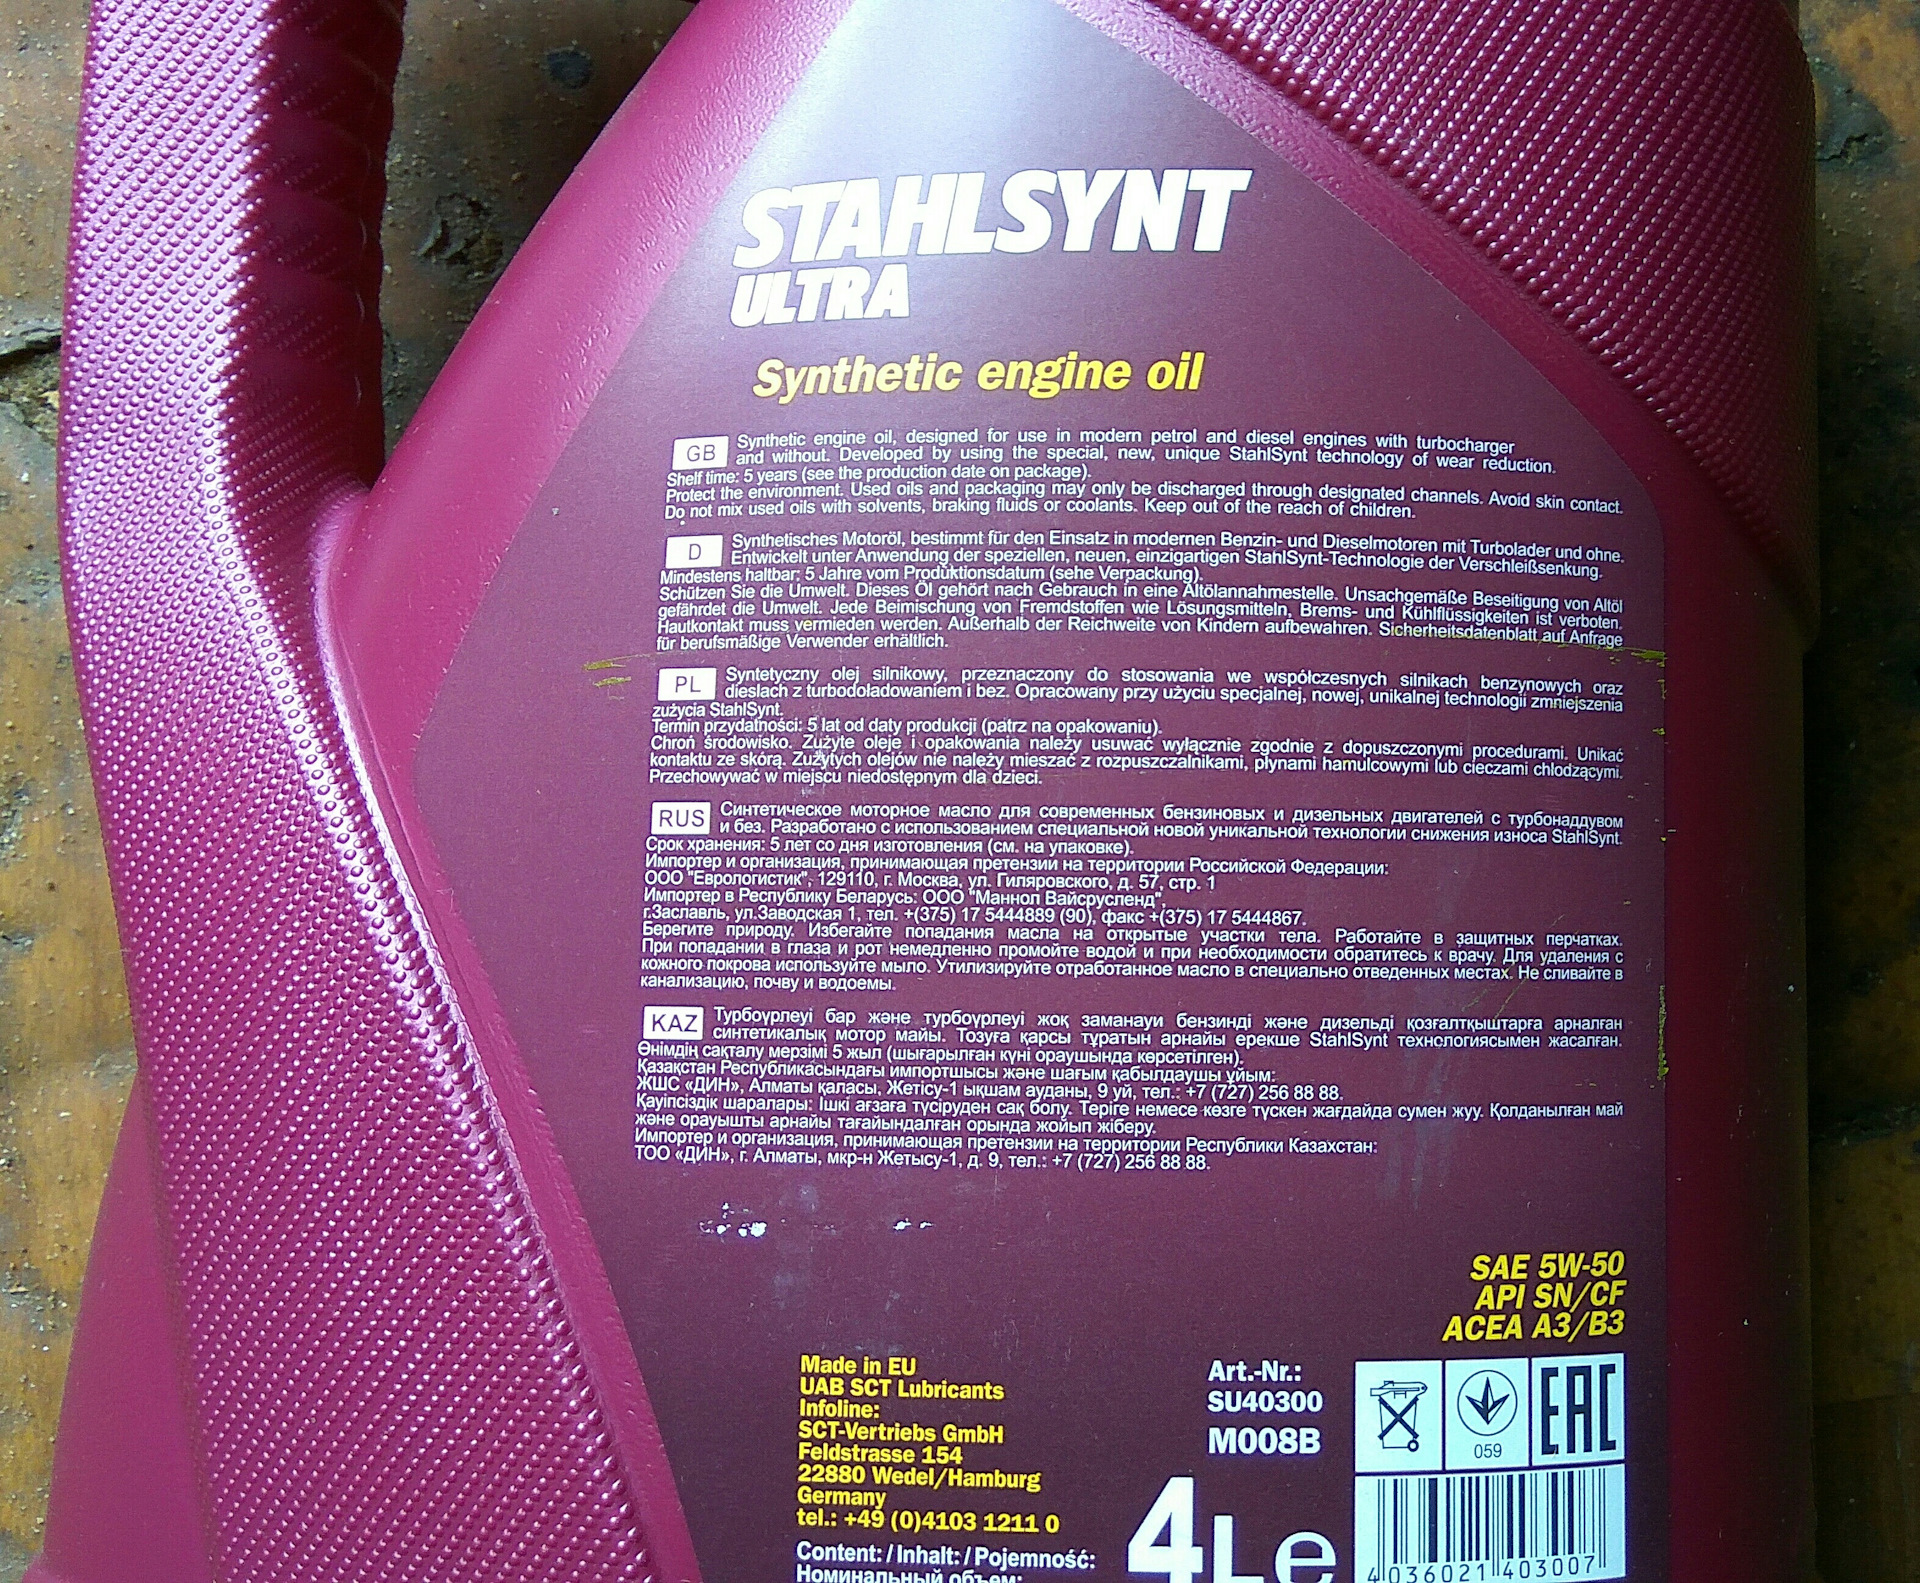 STAHLSYNT
ULTRA
Synthetic engine oil
GB Synthetic engine oil, designed for use in modern petrol and diesel engines with turbocharger
and without. Developed by using the special, new, unique StahlSynt technology of wear reduction.
Shelf time: 5 years (see the production date on package).
Protect the environment. Used oils and packaging may only be discharged through designated channels. Avoid skin contact.
Do not mix used oils with solvents, braking fluids or coolants. Keep out of the reach of children.
D Synthetisches Motoröl, bestimmt für den Einsatz in modernen Benzin- und Dieselmotoren mit Turbolader und ohne.
Entwickelt unter Anwendung der speziellen, neuen, einzigartigen StahlSynt-Technologie der Verschleißsenkung.
Mindestens haltbar: 5 Jahre vom Produktionsdatum (sehe Verpackung).
Schützen Sie die Umwelt. Dieses Öl gehört nach Gebrauch in eine Altölannahmestelle. Unsachgemäße Beseitigung von Altöl
gefährdet die Umwelt. Jede Beimischung von Fremdstoffen wie Lösungsmitteln, Brems- und Kühlflüssigkeiten ist verboten.
Hautkontakt muss vermieden werden. Außerhalb der Reichweite von Kindern aufbewahren. Sicherheitsdatenblatt auf Anfrage
für berufsmäßige Verwender erhältlich.
PL Syntetyczny olej silnikowy, przeznaczony do stosowania we współczesnych silnikach benzynowych oraz
dieslach z turbodoładowaniem i bez. Opracowany przy użyciu specjalnej, nowej, unikalnej technologii zmniejszenia
zużycia StahlSynt.
Termin przydatności: 5 lat od daty produkcji (patrz na opakowaniu).
Chroń środowisko. Zużyte oleje i opakowania należy usuwać wyłącznie zgodnie z dopuszczonymi procedurami. Unikać
kontaktu ze skórą. Zużytych olejów nie należy mieszać z rozpuszczalnikami, płynami hamulcowymi lub cieczami chłodzącymi.
Przechowywać w miejscu niedostępnym dla dzieci.
RUS Синтетическое моторное масло для современных бензиновых и дизельных двигателей с турбонаддувом
и без. Разработано с использованием специальной новой уникальной технологии снижения износа StahlSynt.
Срок хранения: 5 лет со дня изготовления (см. на упаковке).
Импортер и организация, принимающая претензии на территории Российской Федерации:
ООО "Еврологистик", 129110, г. Москва, ул. Гиляровского, д. 57, стр. 1
Импортер в Республику Беларусь: ООО "Маннол Вайсрусленд",
г.Заславль, ул.Заводская 1, тел. +(375) 17 5444889 (90), факс +(375) 17 5444867.
Берегите природу. Избегайте попадания масла на открытые участки тела. Работайте в защитных перчатках.
При попадании в глаза и рот немедленно промойте водой и при необходимости обратитесь к врачу. Для удаления с
кожного покрова используйте мыло. Утилизируйте отработанное масло в специально отведенных местах. Не сливайте в
канализацию, почву и водоемы.
KAZ Турбоүрлеуі бар және турбоүрлеуі жоқ заманауи бензинді және дизельді қозғалтқыштарға арналған
синтетикалық мотор майы. Тозуға қарсы тұратын арнайы ерекше StahlSynt технологиясымен жасалған.
Өнімдің сақталу мерзімі 5 жыл (шығарылған күні ораушында көрсетілген).
Қазақстан Республикасындағы импортшысы және шағым қабылдаушы ұйым:
ЖШС «ДИН», Алматы қаласы, Жетісу-1 ықшам ауданы, 9 үй, тел.: +7 (727) 256 88 88.
Қауіпсіздік шаралары: Ішкі ағзаға түсіруден сақ болу. Теріге немесе көзге түскен жағдайда сумен жуу. Қолданылған май
және орауышты арнайы тағайындалған орында жойып жіберу.
Импортер и организация, принимающая претензии на территории Республики Казахстан:
ТОО «ДИН», г. Алматы, мкр-н Жетысу-1, д. 9, тел.: +7 (727) 256 88 88.
SAE 5W-50
API SN/CF
ACEA A3/B3
Made in EU
UAB SCT Lubricants
Infoline:
SCT-Vertriebs GmbH
Feldstrasse 154
22880 Wedel/Hamburg
Germany
tel.: +49 (0)4103 1211 0
Content: / Inhalt: / Pojemność:
Номинальный объем:
Art.-Nr.:
SU40300
M008B
4Le
059
EAC
4036021403007